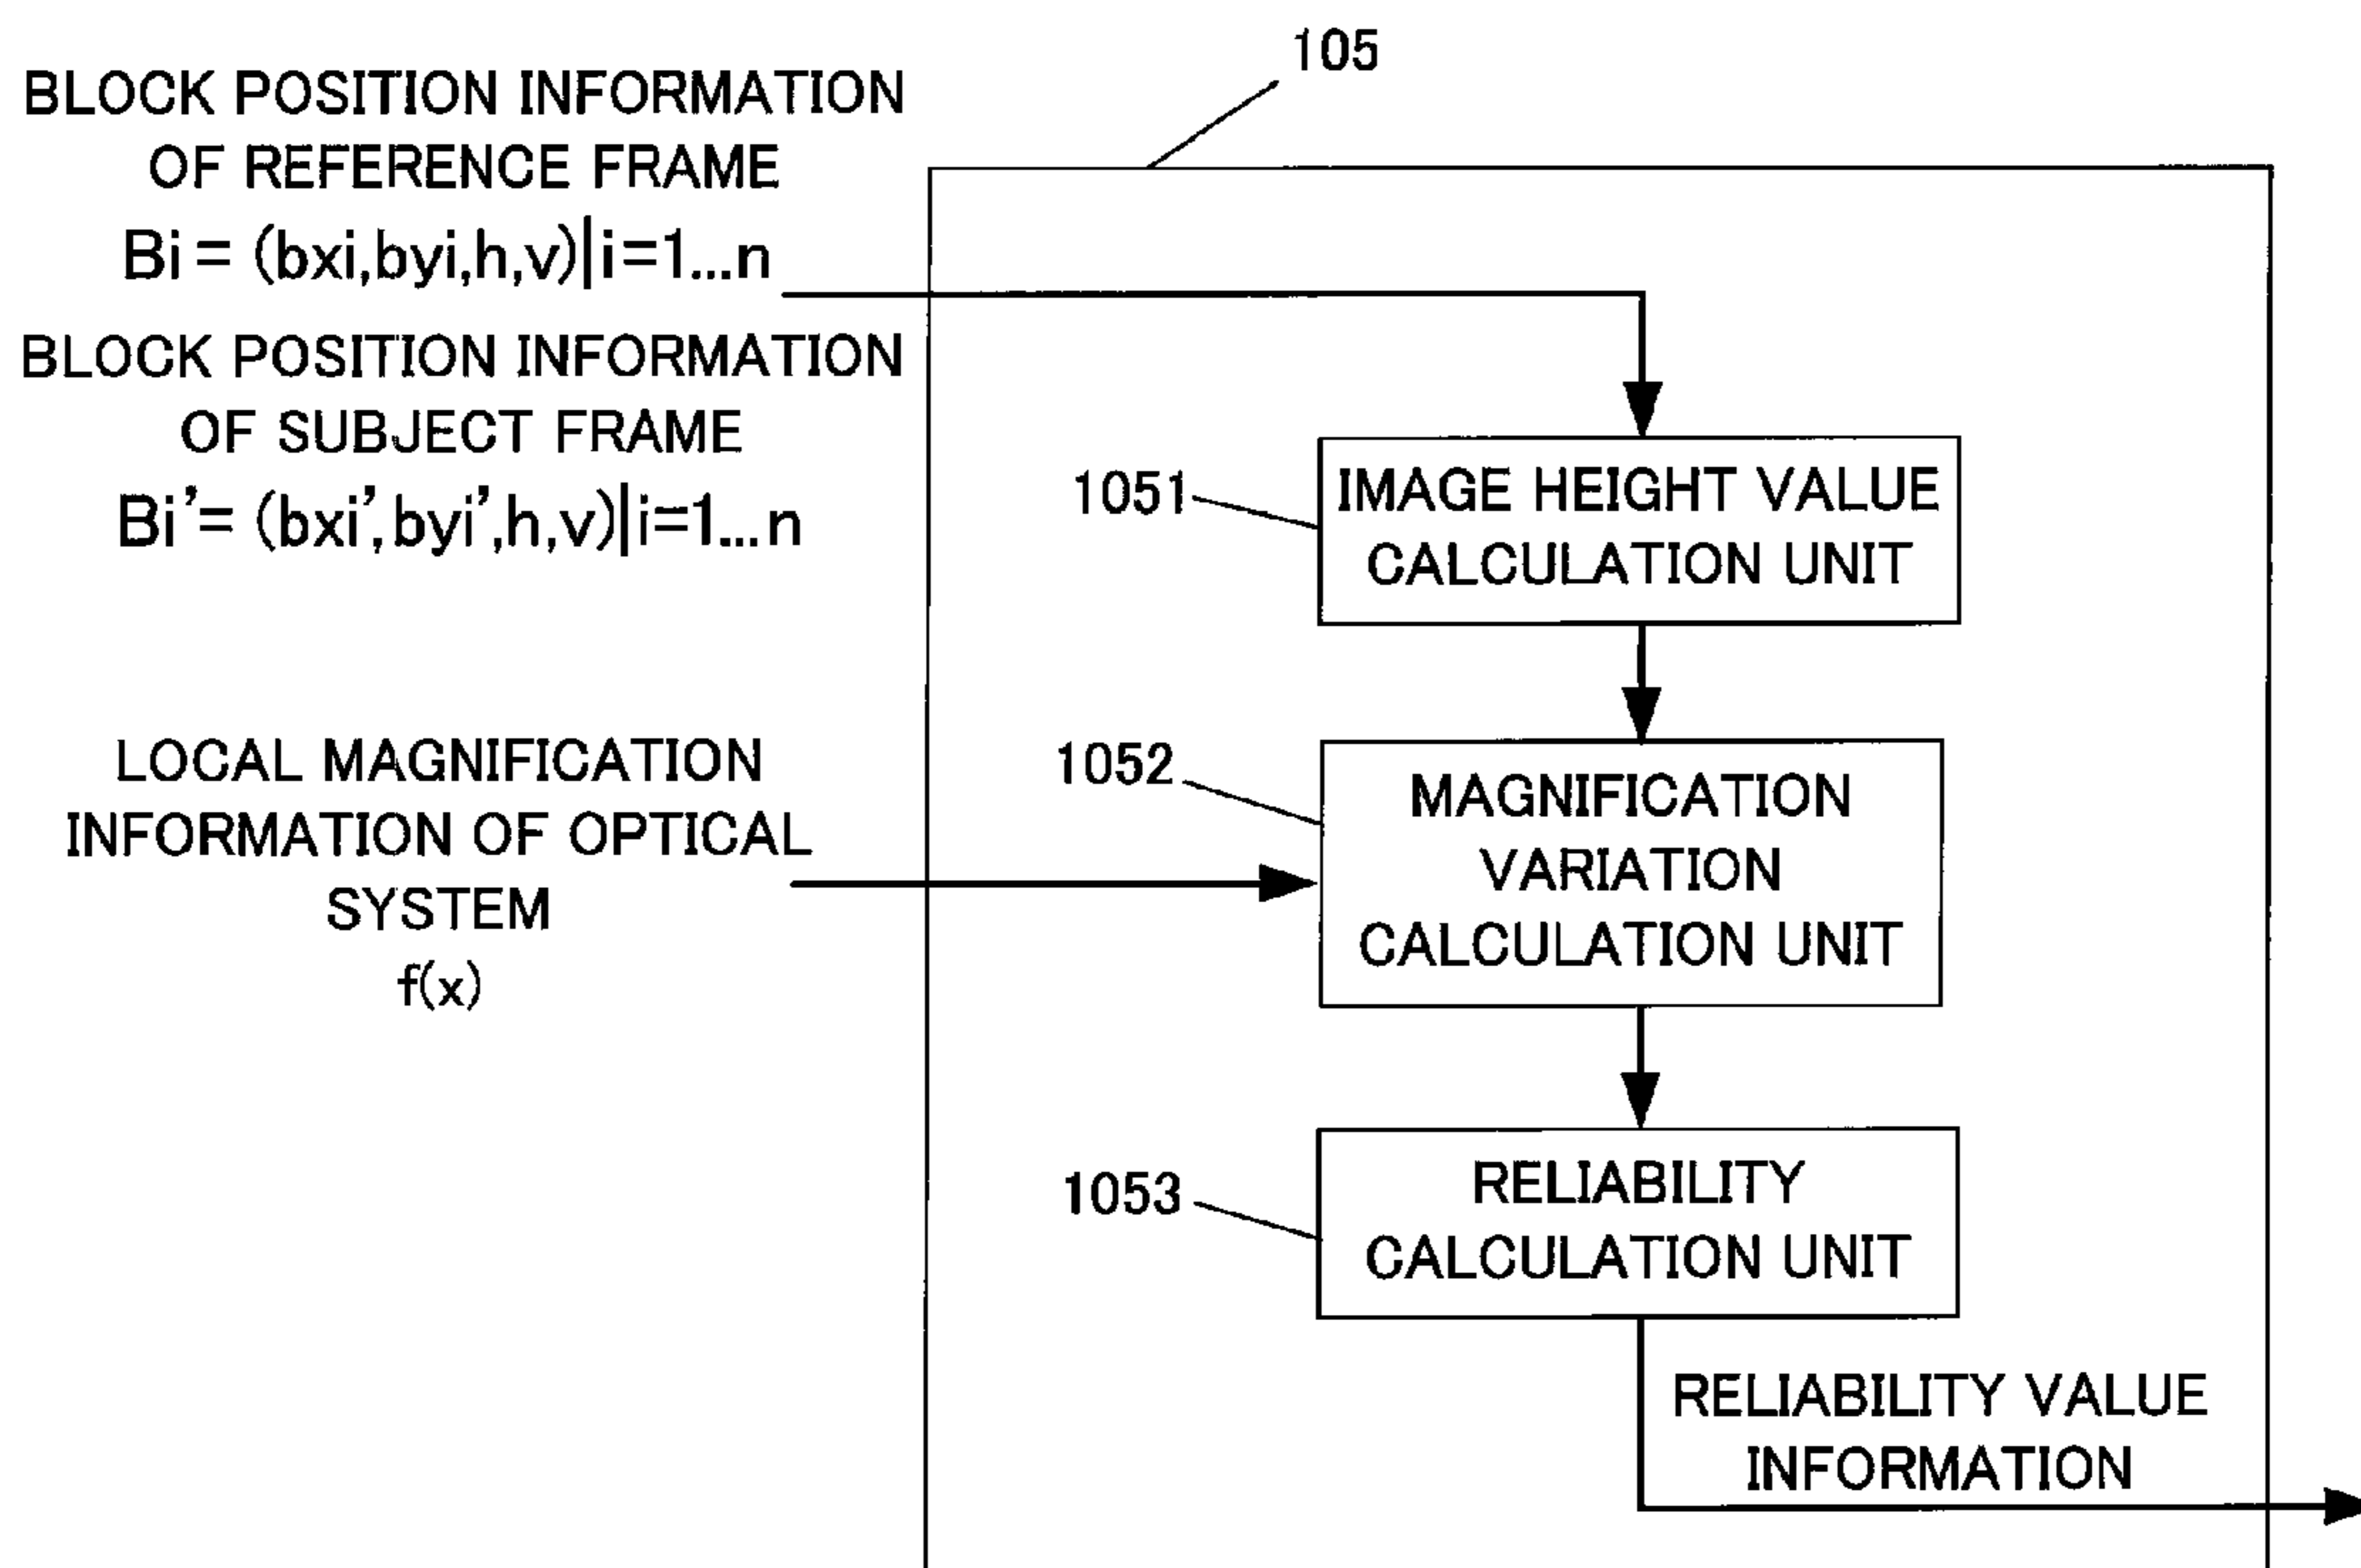 105
BLOCK POSITION INFORMATION
OF REFERENCE FRAME
Bi = (bxi,byi,h,v)|i=1...n
BLOCK POSITION INFORMATION
OF SUBJECT FRAME
Bi'= (bxi',byi',h,v)|i=1...n
1051
IMAGE HEIGHT VALUE
CALCULATION UNIT
LOCAL MAGNIFICATION
INFORMATION OF OPTICAL
SYSTEM
f(x)
1052
MAGNIFICATION
VARIATION
CALCULATION UNIT
1053
RELIABILITY
CALCULATION UNIT
RELIABILITY VALUE
INFORMATION